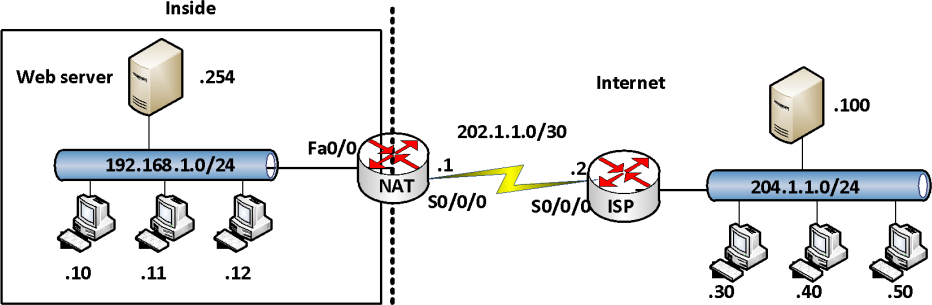 Inside
Web server
.254
Internet
.100
Fa0/0
202.1.1.0/30
192.168.1.0/24
NAT
.1
S0/0/0
.2
S0/0/0
ISP
204.1.1.0/24
.10
.11
.12
.30
.40
.50